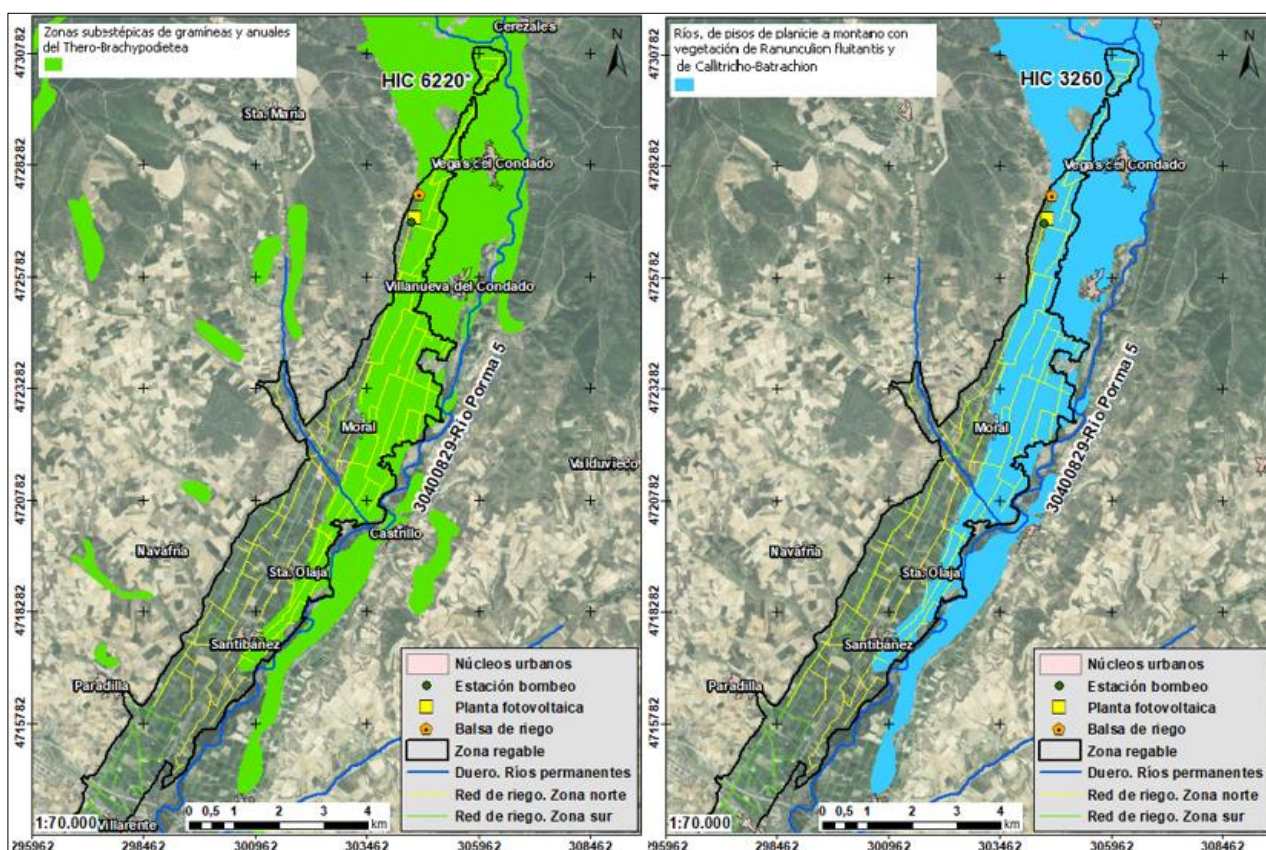 Zonas subestépicas de gramíneas y anuales
del Thero-Brachypodietea
Cerezales
N
HIC 6220*
Sta. María
Vegas del Condado
Villanueva del Condado
Moral
30400829-Río Porma 5
Valduvieco
Castrillo
Navafría
Sta. Olaja
Santibáñez
Paradilla
Villarente
4730782
4728282
4725782
4723282
4720782
4718282
4715782
Núcleos urbanos
Estación bombeo
Planta fotovoltaica
Balsa de riego
Zona regable
Duero. Ríos permanentes
Red de riego. Zona norte
Red de riego. Zona sur
1:70.000
0 0,5 1 2 3 4
km
295962 298462 300962 303462 305962 308462
Ríos, de pisos de planicie a montano con
vegetación de Ranunculion fluitantis y
de Callitricho-Batrachion
N
HIC 3260
Vegas del Condado
Moral
30400829-Río Porma 5
Navafría
Sta. Olaja
Santibáñez
Paradilla
4730782
4728282
4725782
4723282
4720782
4718282
4715782
Núcleos urbanos
Estación bombeo
Planta fotovoltaica
Balsa de riego
Zona regable
Duero. Ríos permanentes
Red de riego. Zona norte
Red de riego. Zona sur
1:70.000
0 0,5 1 2 3 4
km
295962 298462 300962 303462 305962 308462